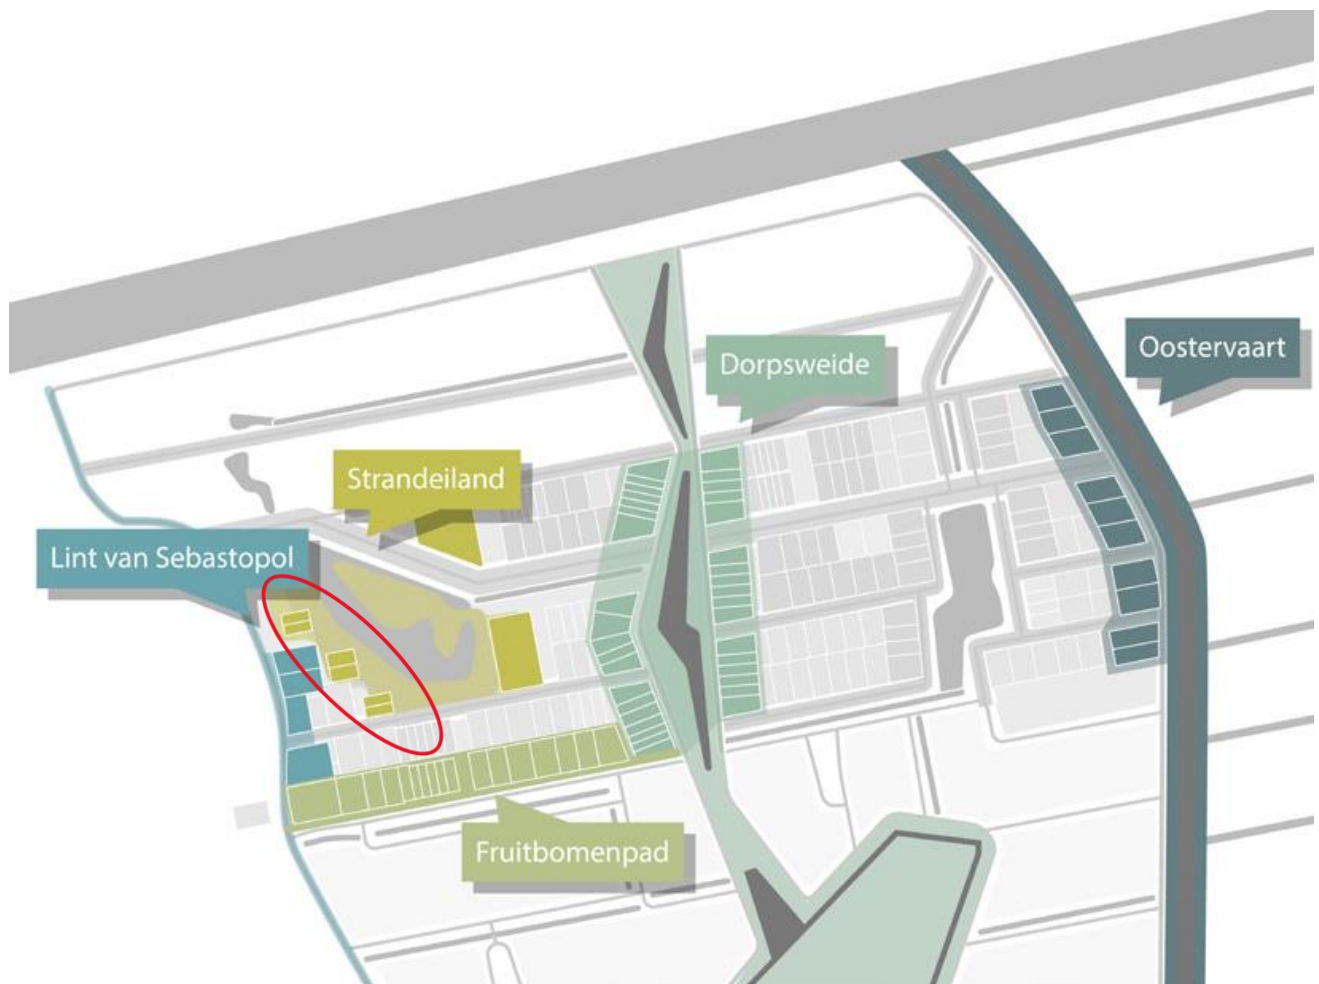 Oostervaart
Dorpsweide
Strandeiland
Lint van Sebastopol
Fruitbomenpad